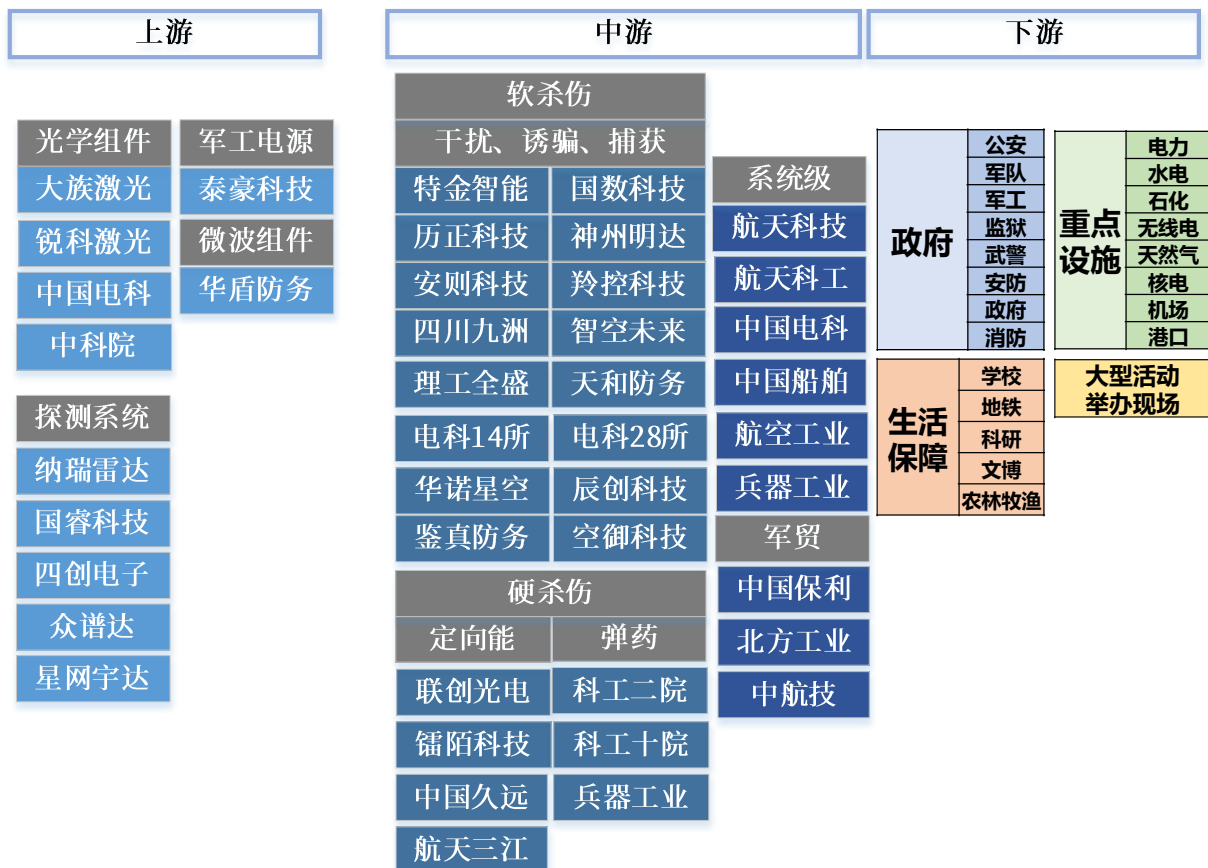 上游
中游
下游
光学组件
大族激光
锐科激光
中国电科
中科院
军工电源
泰豪科技
微波组件
华盾防务
探测系统
纳瑞雷达
国睿科技
四创电子
众谱达
星网宇达
软杀伤
干扰、诱骗、捕获
特金智能 国数科技
历正科技 神州明达
安则科技 羚控科技
四川九洲 智空未来
理工全盛 天和防务
电科14所 电科28所
华诺星空 辰创科技
鉴真防务 空御科技
硬杀伤
定向能 弹药
联创光电 科工二院
镭陌科技 科工十院
中国久远 兵器工业
航天三江
系统级
航天科技
航天科工
中国电科
中国船舶
航空工业
兵器工业
军贸
中国保利
北方工业
中航技
政府
公安
军队
军工
监狱
武警
安防
政府
消防
重点
设施
电力
水电
石化
无线电
天然气
核电
机场
港口
生活
保障
学校
地铁
科研
文博
农林牧渔
大型活动
举办现场